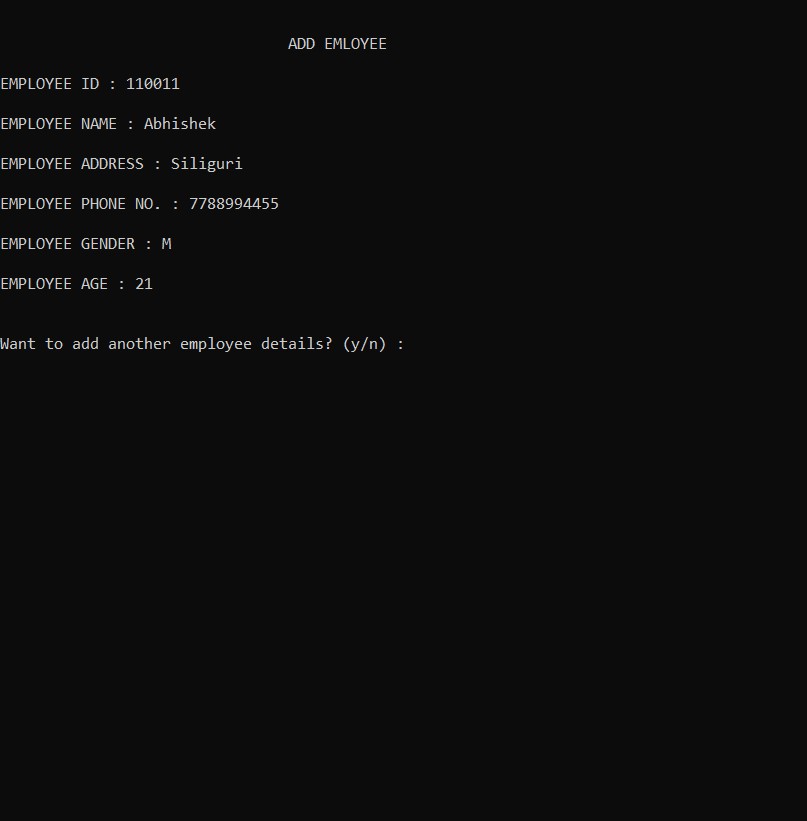 ADD EMLOYEE
EMPLOYEE ID : 110011
EMPLOYEE NAME : Abhishek
EMPLOYEE ADDRESS : Siliguri
EMPLOYEE PHONE NO. : 7788994455
EMPLOYEE GENDER : M
EMPLOYEE AGE : 21
Want to add another employee details? (y/n) :